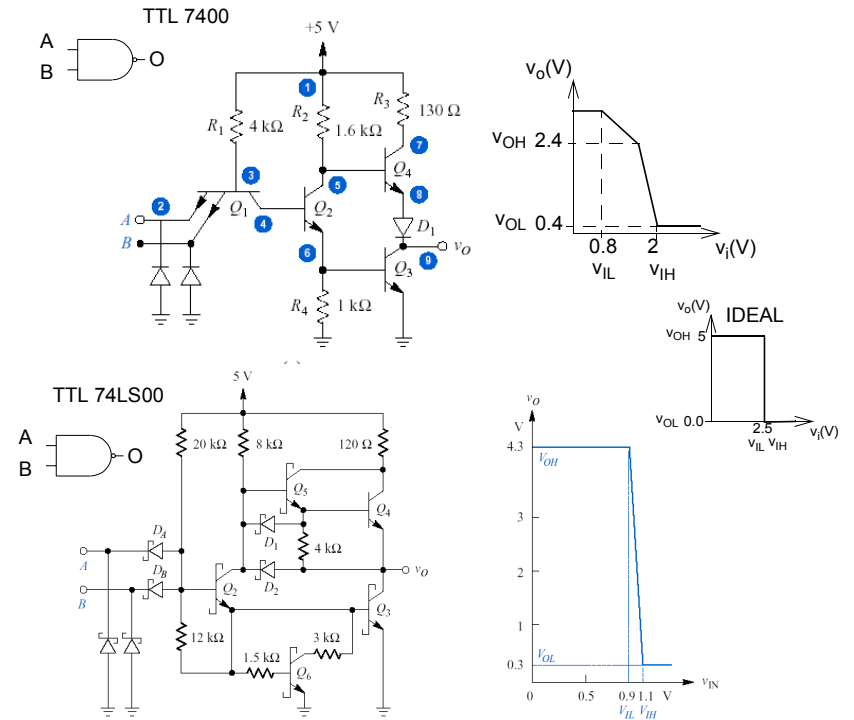 TTL 7400
A
B
O
+5 V
1
R1
4 kΩ
R2
1.6 kΩ
R3
130 Ω
7
3
2
5
Q4
8
A
Q1
4
Q2
D1
B
6
9
vO
Q3
R4
1 kΩ
vo(V)
vOH 2.4
vOL 0.4
0.8
2
vi(V)
vIL
vIH
vo(V)
IDEAL
vOH 5
vOL 0.0
2.5
vIL vIH
vi(V)
TTL 74LS00
A
B
O
5 V
20 kΩ
8 kΩ
120 Ω
Q5
Q4
DA
D1
4 kΩ
A
DB
Q2
D2
vO
B
Q3
12 kΩ
3 kΩ
1.5 kΩ
Q6
vO
V
4.3
VOH
3
2
1
0.3
VOL
vIN
0
0.5
0.9 1.1 V
VIL VIH